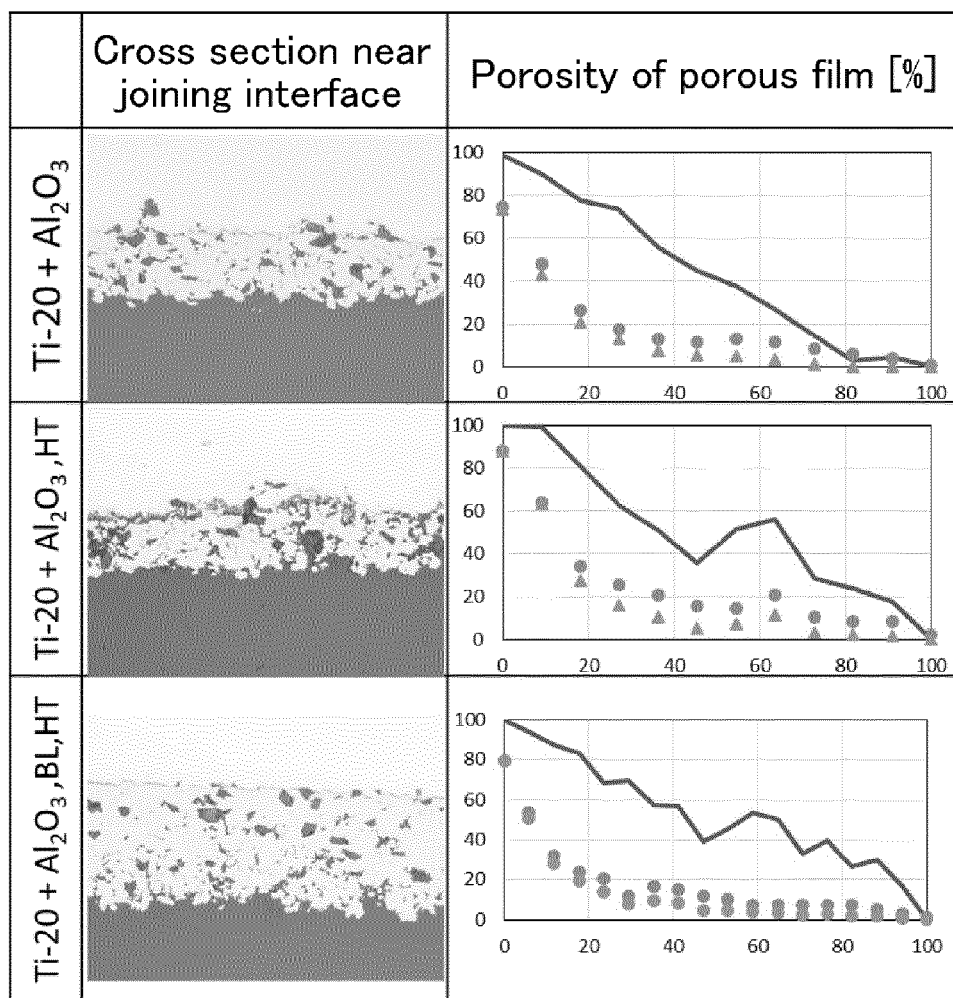 Cross section near
joining interface
Porosity of porous film [%]
Ti-20 + Al₂O₃
100
80
60
40
20
0
0 20 40 60 80 100
Ti-20 + Al₂O₃,HT
100
80
60
40
20
0
0 20 40 60 80 100
Ti-20 + Al₂O₃,BL,HT
100
80
60
40
20
0
0 20 40 60 80 100